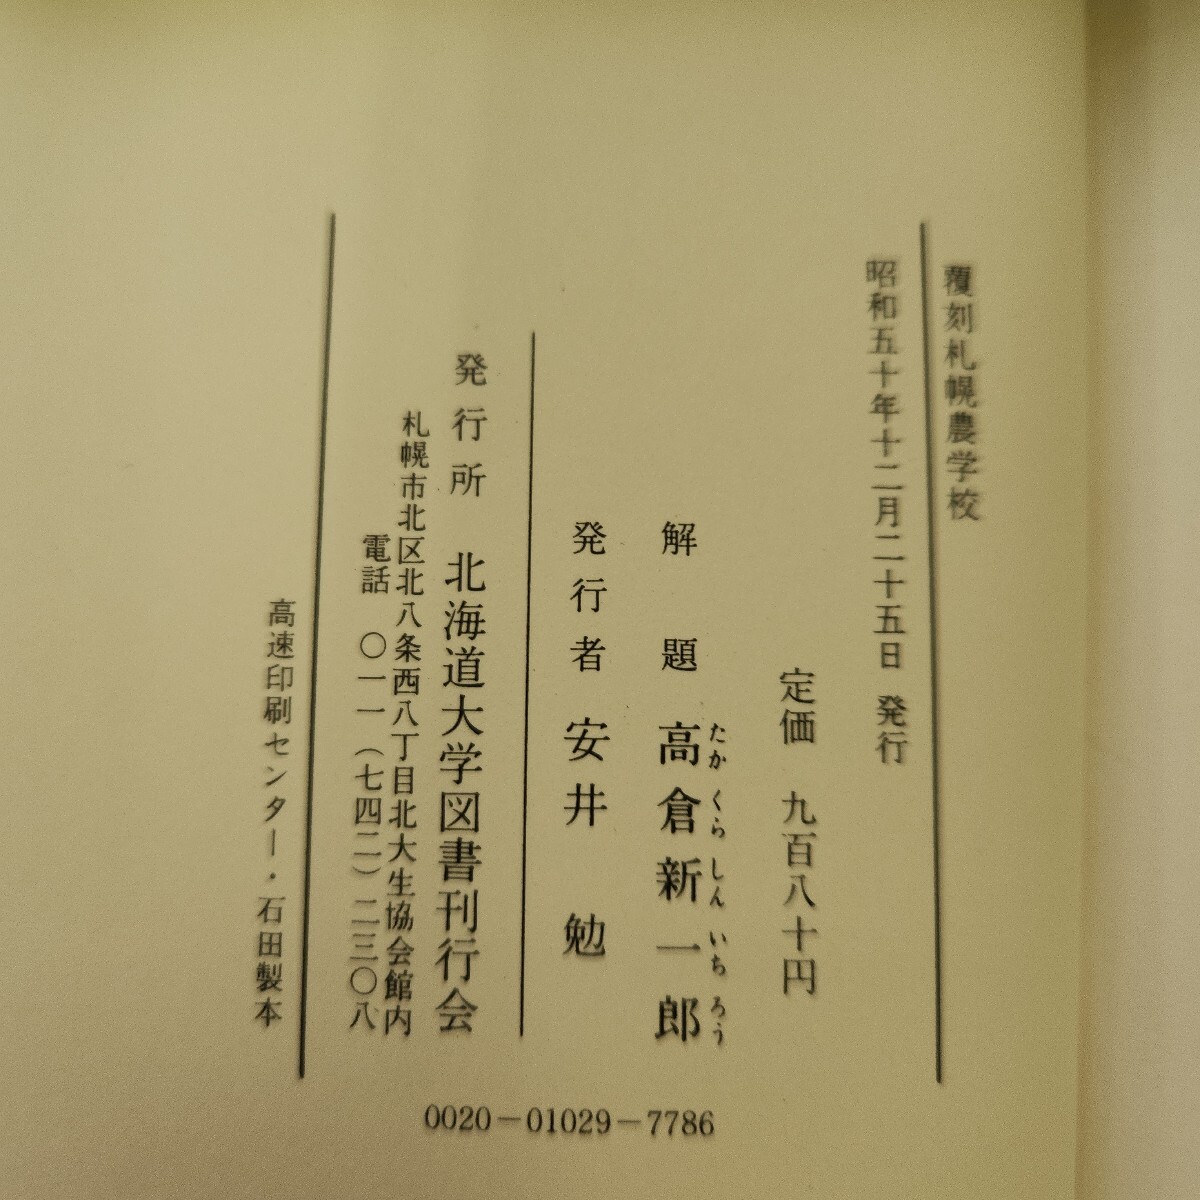 覆刻札幌農学校
昭和五十年十二月二十五日 発行
定価 九百八十円
たか くら しん いち ろう
解題 高倉新一郎
発行者 安井 勉
発行所 北海道大学図書刊行会
札幌市北区北八条西八丁目北大生協会館内
電話 〇一一(七四二)二三〇八
高速印刷センター・石田製本
0020-01029-7786